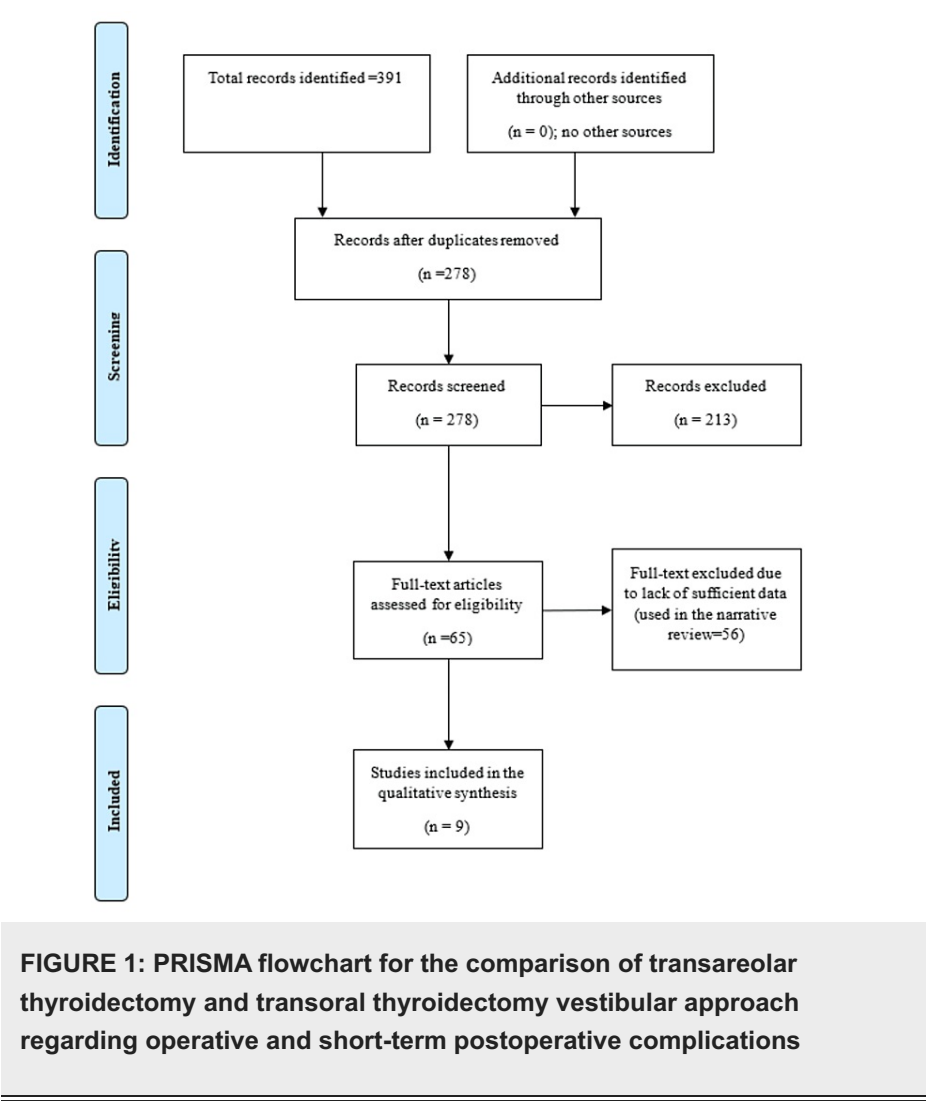 Identification
Total records identified =391
Additional records identified
through other sources
(n = 0); no other sources
Records after duplicates removed
(n =278)
Screening
Records screened
(n = 278)
Records excluded
(n = 213)
Eligibility
Full-text articles
assessed for eligibility
(n =65)
Full-text excluded due
to lack of sufficient data
(used in the narrative
review=56)
Included
Studies included in the
qualitative synthesis
(n = 9)
FIGURE 1: PRISMA flowchart for the comparison of transareolar
thyroidectomy and transoral thyroidectomy vestibular approach
regarding operative and short-term postoperative complications